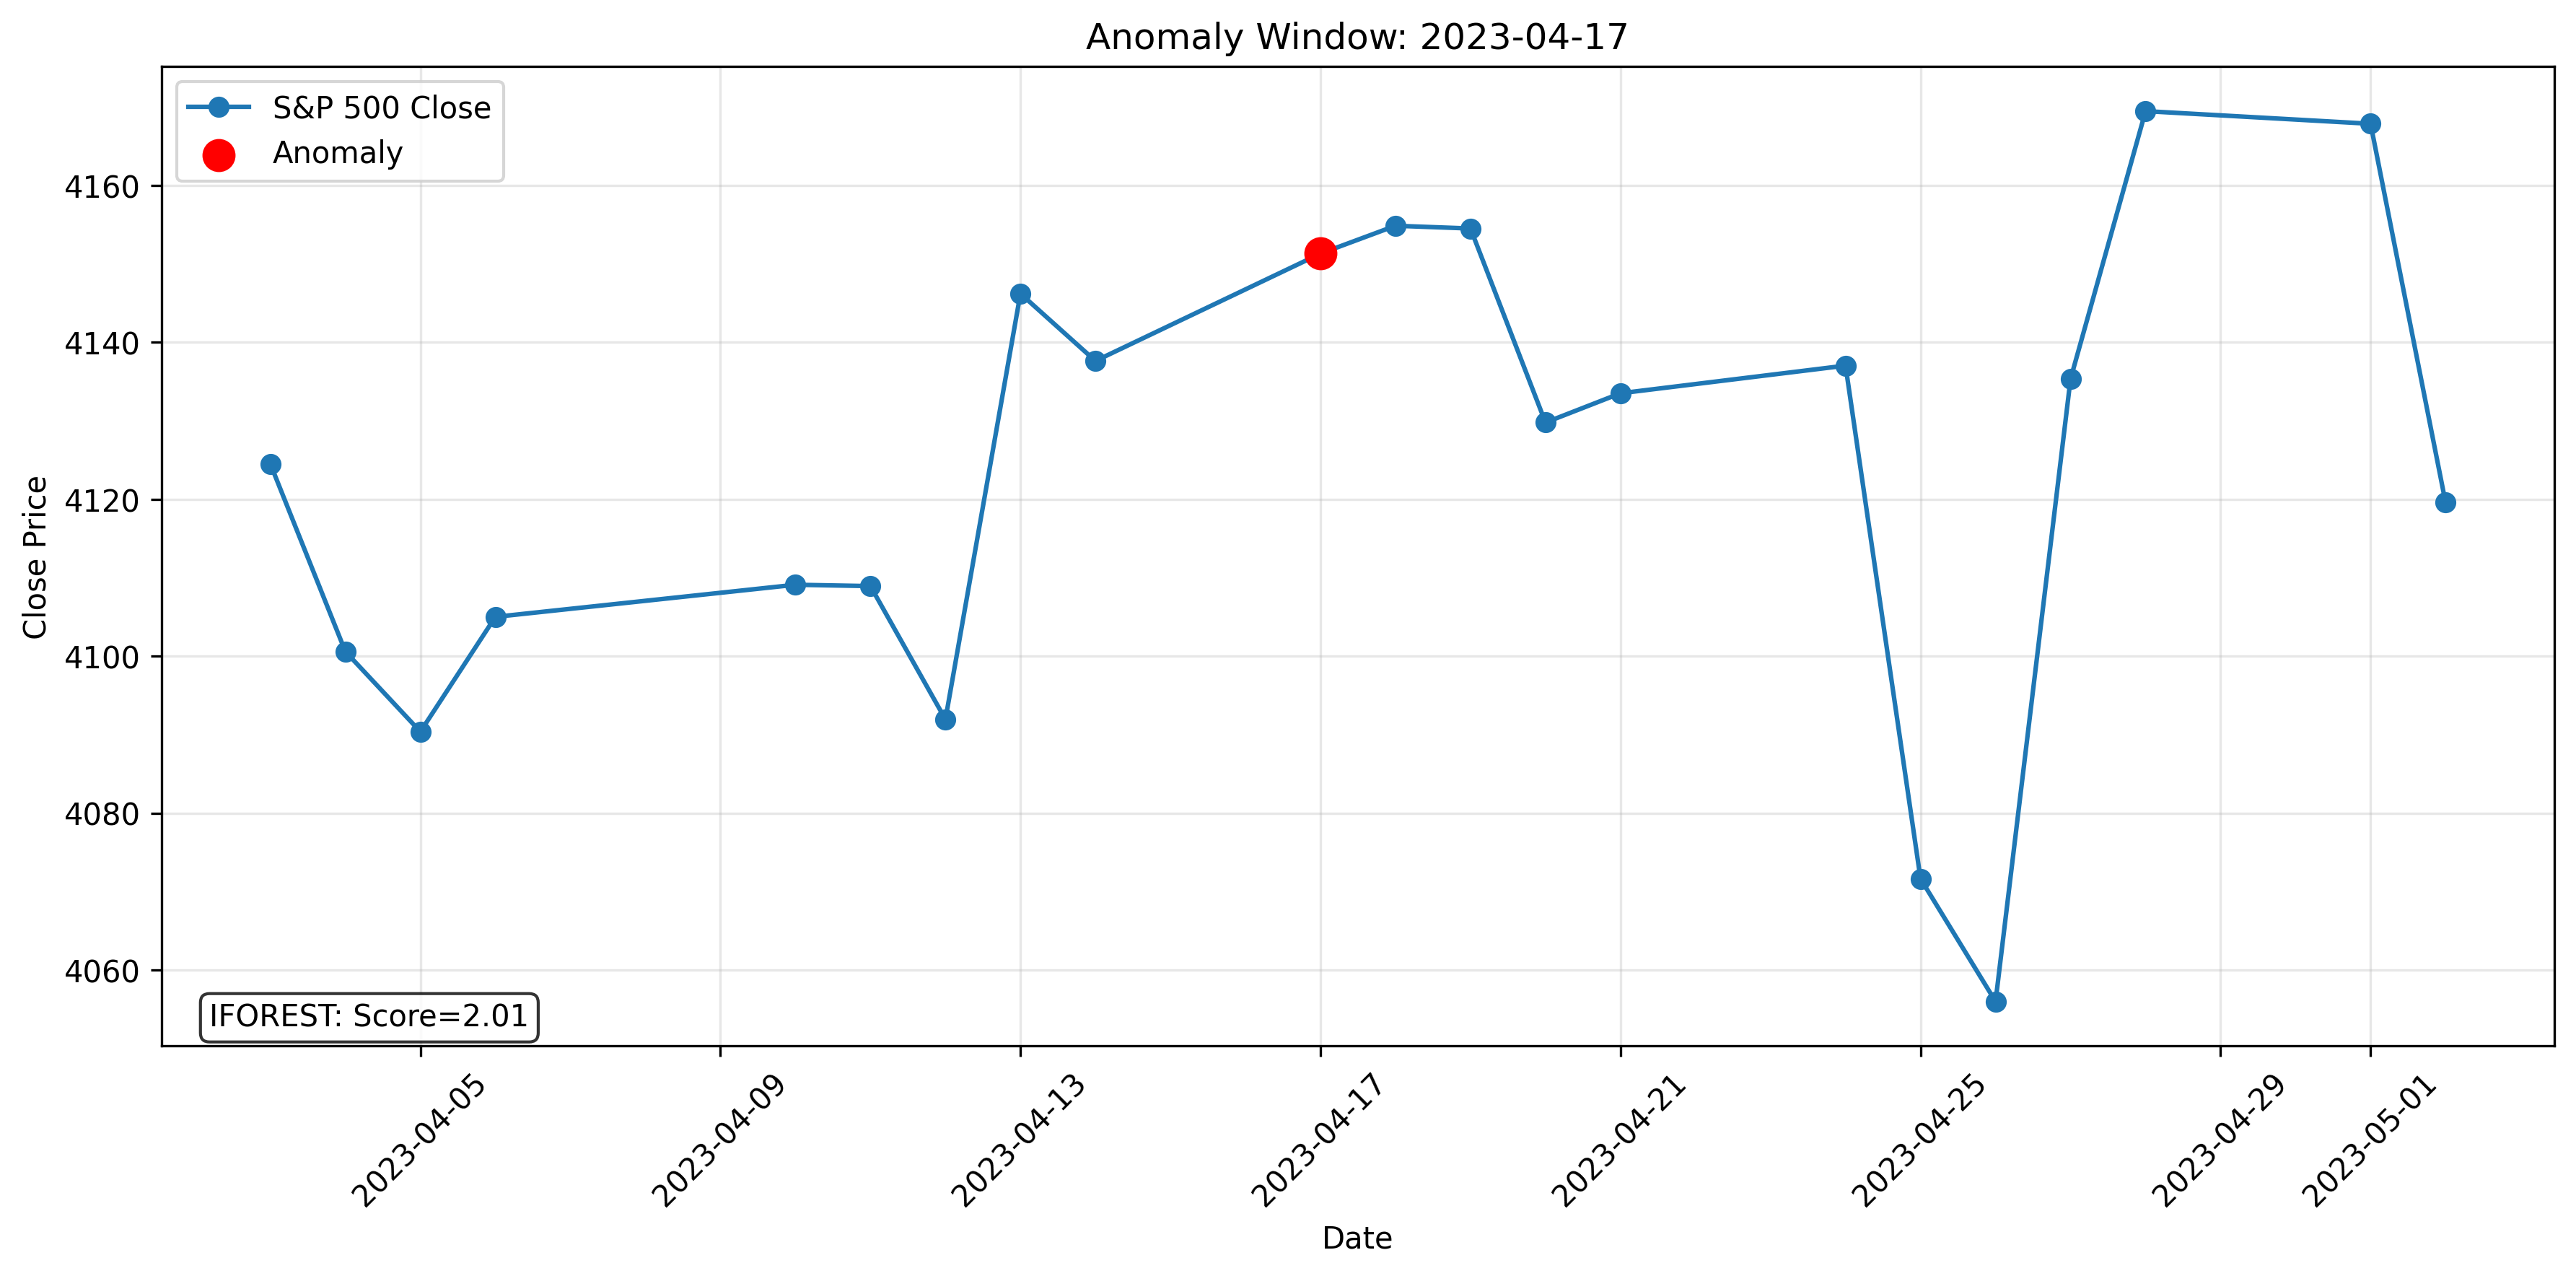 Anomaly Window: 2023-04-17
S&P 500 Close
Anomaly
4160
4140
4120
4100
4080
4060
Close Price
IFOREST: Score=2.01
2023-04-05
2023-04-09
2023-04-13
2023-04-17
2023-04-21
2023-04-25
2023-04-29
2023-05-01
Date